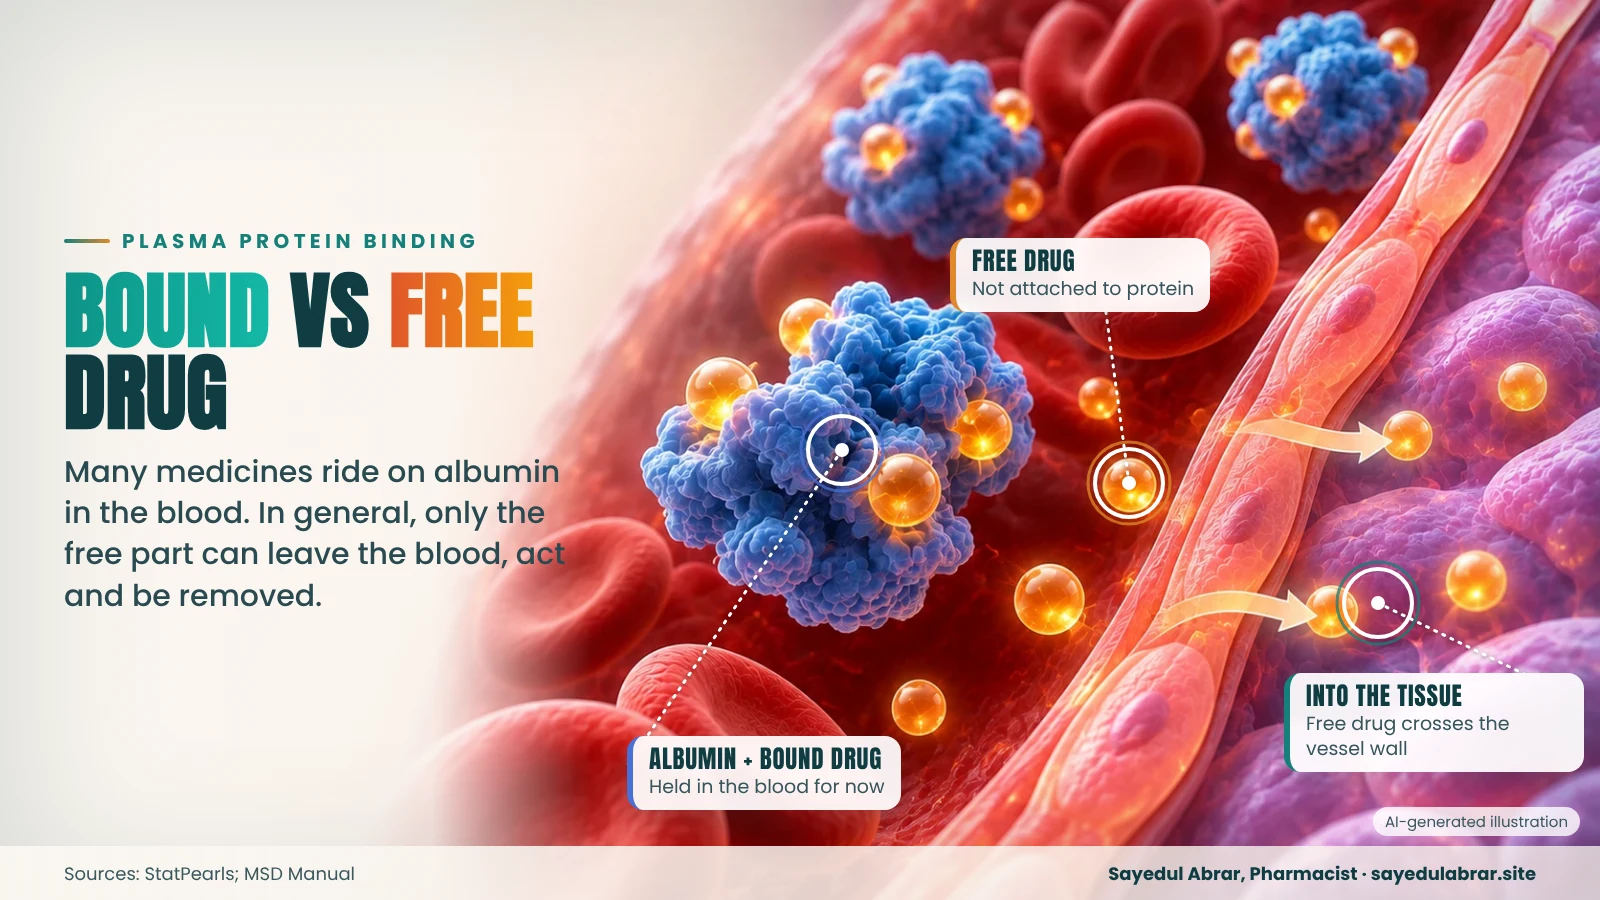 PLASMA PROTEIN BINDING
BOUND VS FREE
DRUG
Many medicines ride on albumin
in the blood. In general, only the
free part can leave the blood, act
and be removed.
FREE DRUG
Not attached to protein
ALBUMIN + BOUND DRUG
Held in the blood for now
INTO THE TISSUE
Free drug crosses the
vessel wall
AI-generated illustration
Sources: StatPearls; MSD Manual
Sayedul Abrar, Pharmacist · sayedulabrar.site